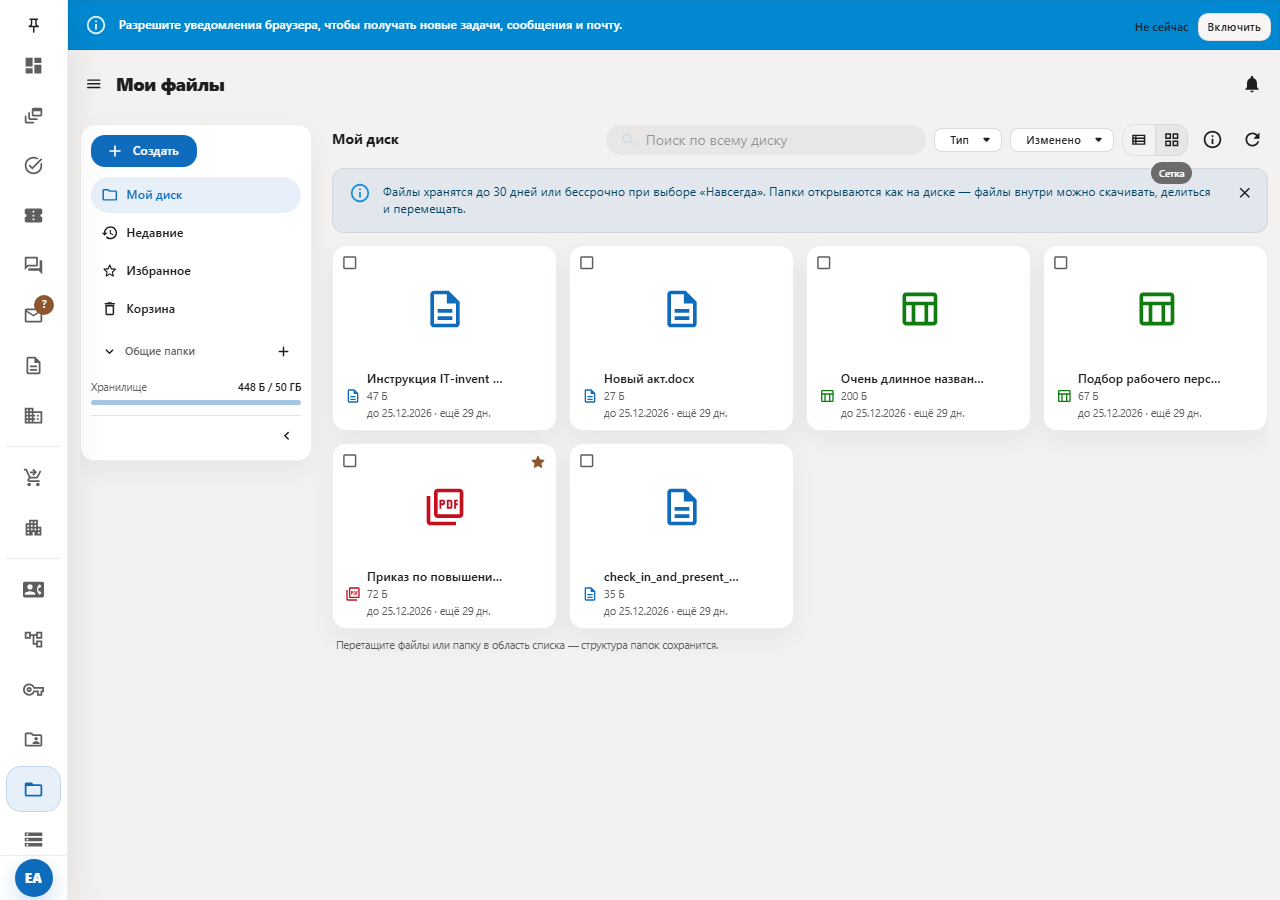 Разрешите уведомления браузера, чтобы получать новые задачи, сообщения и почту.
Не сейчас
Включить
Мои файлы
?
Создать
Мой диск
Недавние
Избранное
Корзина
Общие папки
Хранилище
448 Б / 50 ГБ
Мой диск
Поиск по всему диску
Тип
Изменено
Сетка
Файлы хранятся до 30 дней или бессрочно при выборе «Навсегда». Папки открываются как на диске — файлы внутри можно скачивать, делиться
и перемещать.
Инструкция IT-invent ...
47 Б
до 25.12.2026 · ещё 29 дн.
Новый акт.docx
27 Б
до 25.12.2026 · ещё 29 дн.
Очень длинное назван...
200 Б
до 25.12.2026 · ещё 29 дн.
Подбор рабочего перс...
67 Б
до 25.12.2026 · ещё 29 дн.
PDF
Приказ по повышени...
PDF
72 Б
до 25.12.2026 · ещё 29 дн.
check_in_and_present_...
35 Б
до 25.12.2026 · ещё 29 дн.
Перетащите файлы или папку в область списка — структура папок сохранится.
EA